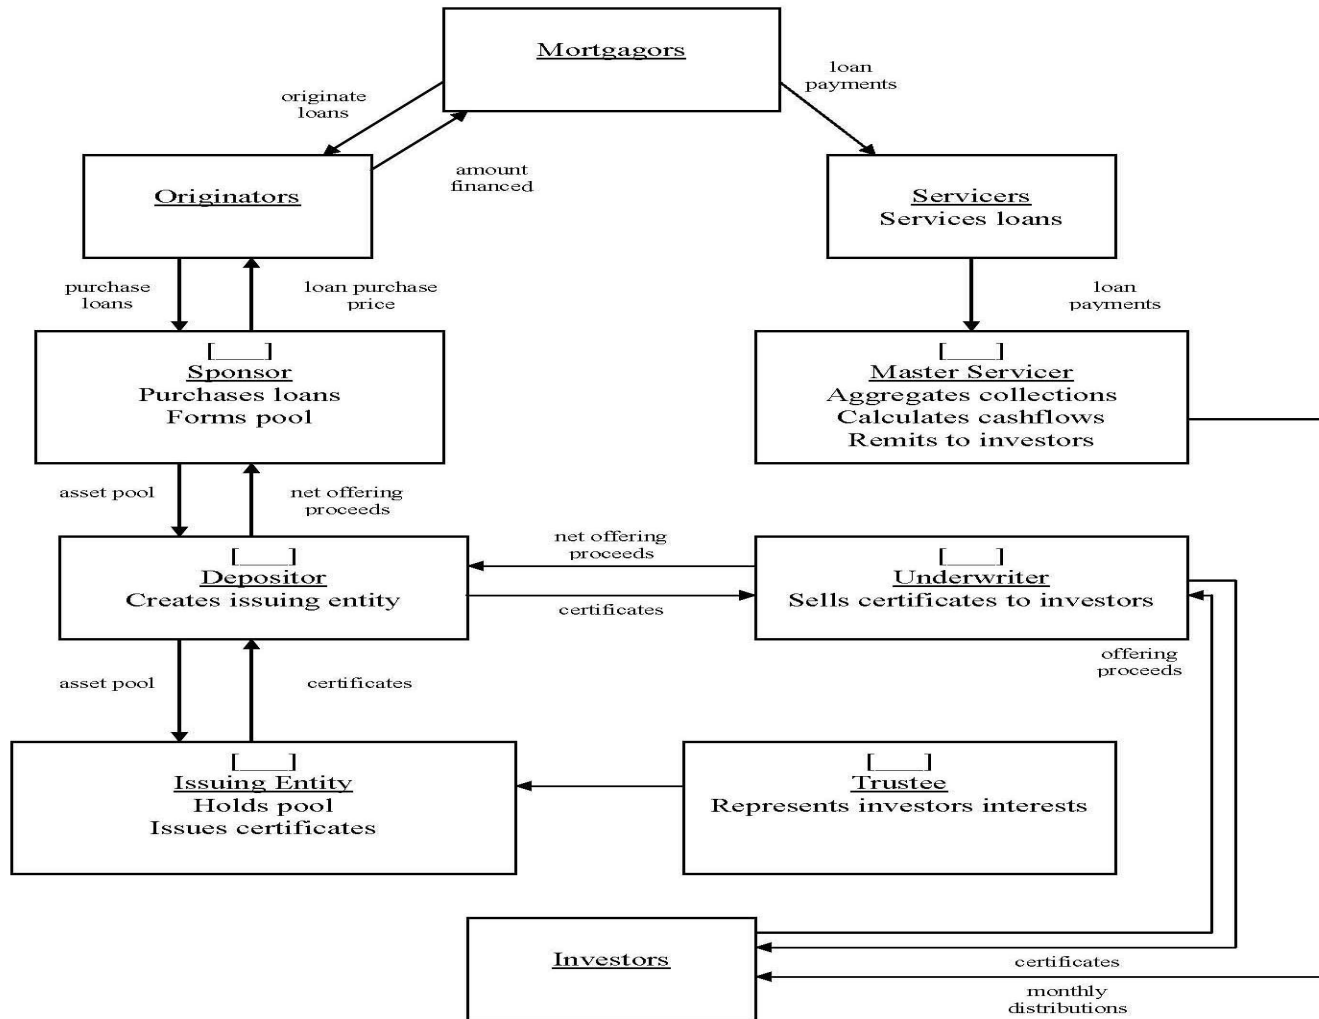 Mortgagors
loan
payments
originate
loans
amount
financed
Originators
Servicers
Services loans
purchase
loans
loan purchase
price
loan
payments
[____]
Sponsor
Purchases loans
Forms pool
[____]
Master Servicer
Aggregates collections
Calculates cashflows
Remits to investors
asset pool
net offering
proceeds
net offering
proceeds
[____]
Depositor
Creates issuing entity
certificates
[____]
Underwriter
Sells certificates to investors
offering
proceeds
asset pool
certificates
[____]
Issuing Entity
Holds pool
Issues certificates
[____]
Trustee
Represents investors interests
Investors
certificates
monthly
distributions